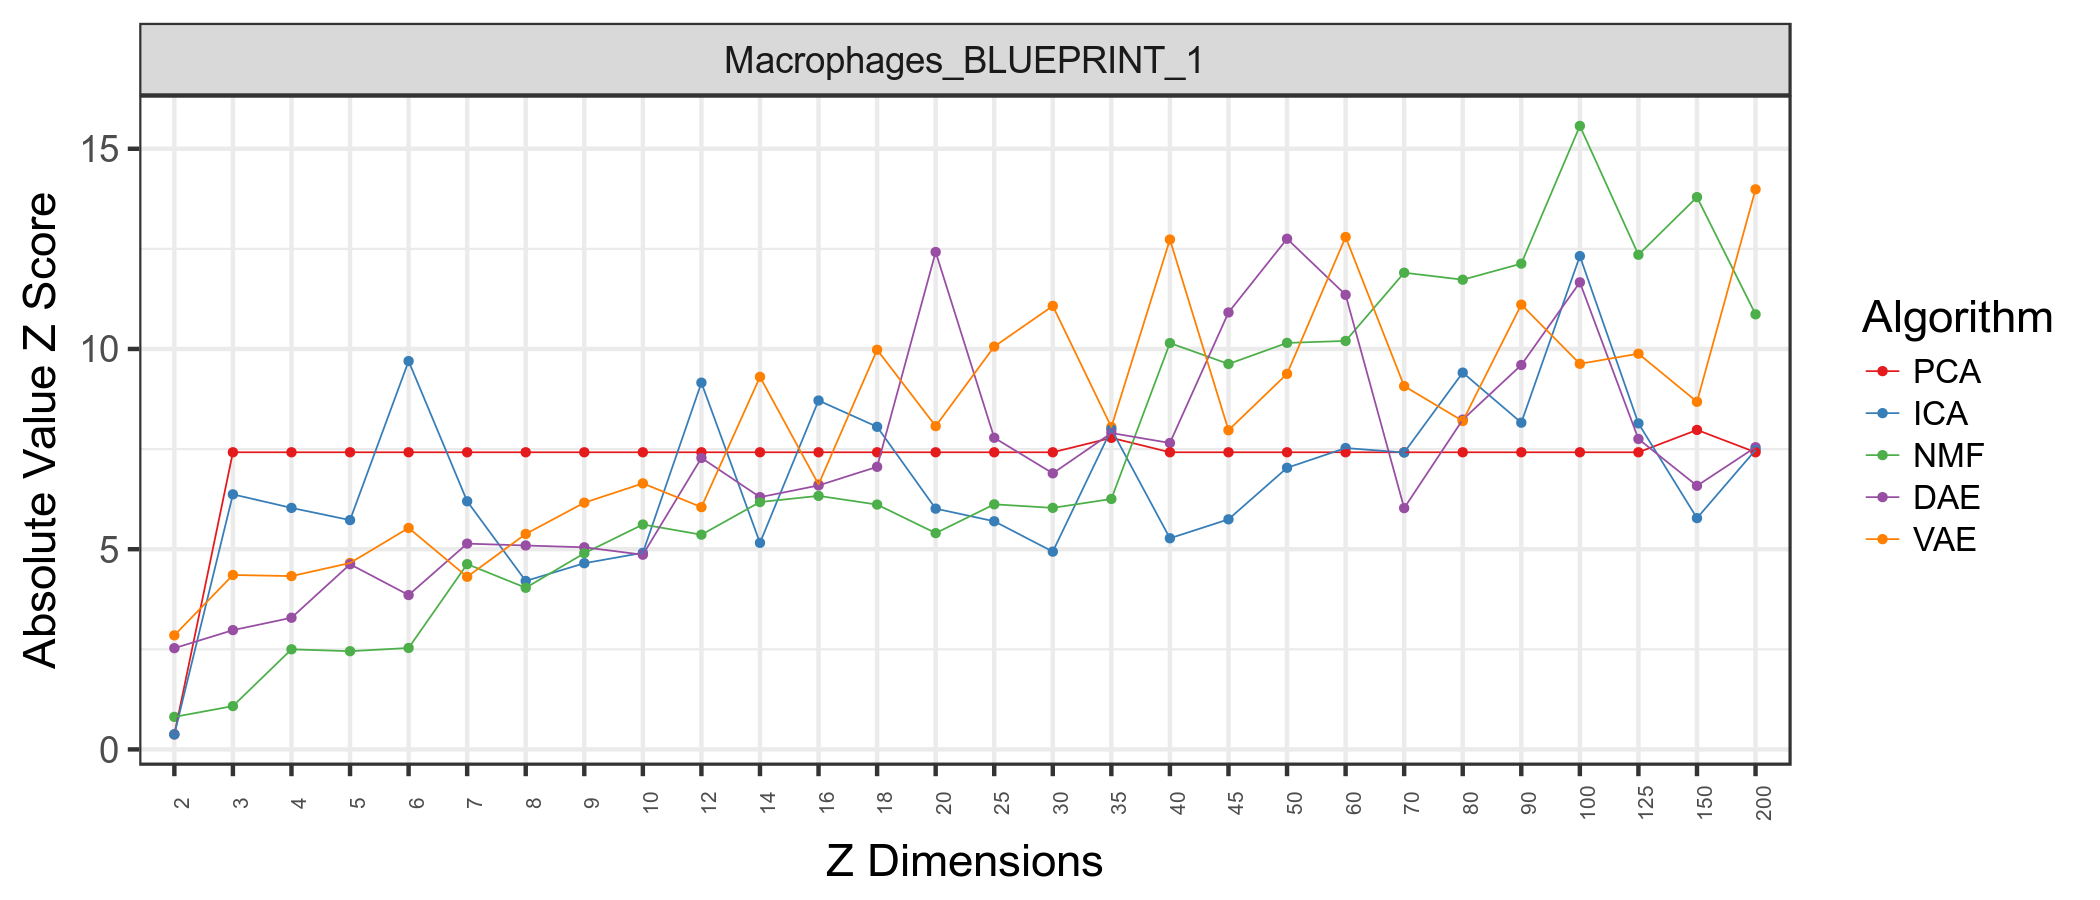 Macrophages_BLUEPRINT_1
Absolute Value Z Score
15
10
5
0
2 3 4 5 6 7 8 9 10 12 14 16 18 20 25 30 35 40 45 50 60 70 80 90 100 125 150 200
Z Dimensions
Algorithm
PCA
ICA
NMF
DAE
VAE